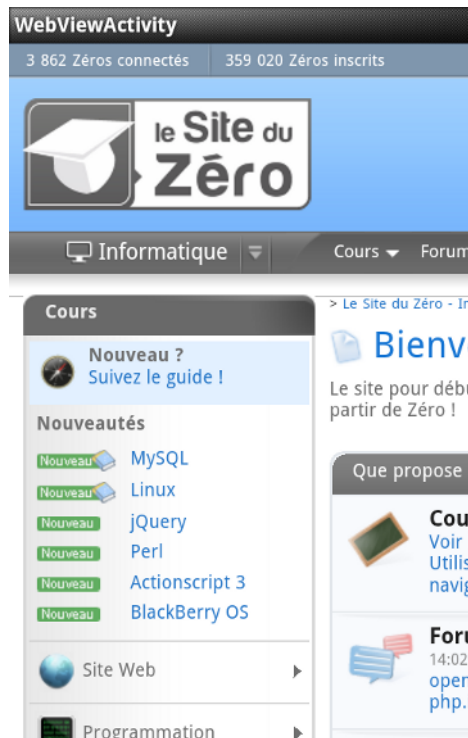 WebViewActivity
3 862 Zéros connectés 359 020 Zéros inscrits
le Site du
Zéro
Informatique Cours Forum
Cours
Nouveau ?
Suivez le guide !
Nouveautés
Nouveau MySQL
Nouveau Linux
Nouveau jQuery
Nouveau Perl
Nouveau Actionscript 3
Nouveau BlackBerry OS
Site Web
Programmation
> Le Site du Zéro - In
Bienv
Le site pour débu
partir de Zéro !
Que propose
Cou
Voir
Utilis
navig
Foru
14:02
open
php.